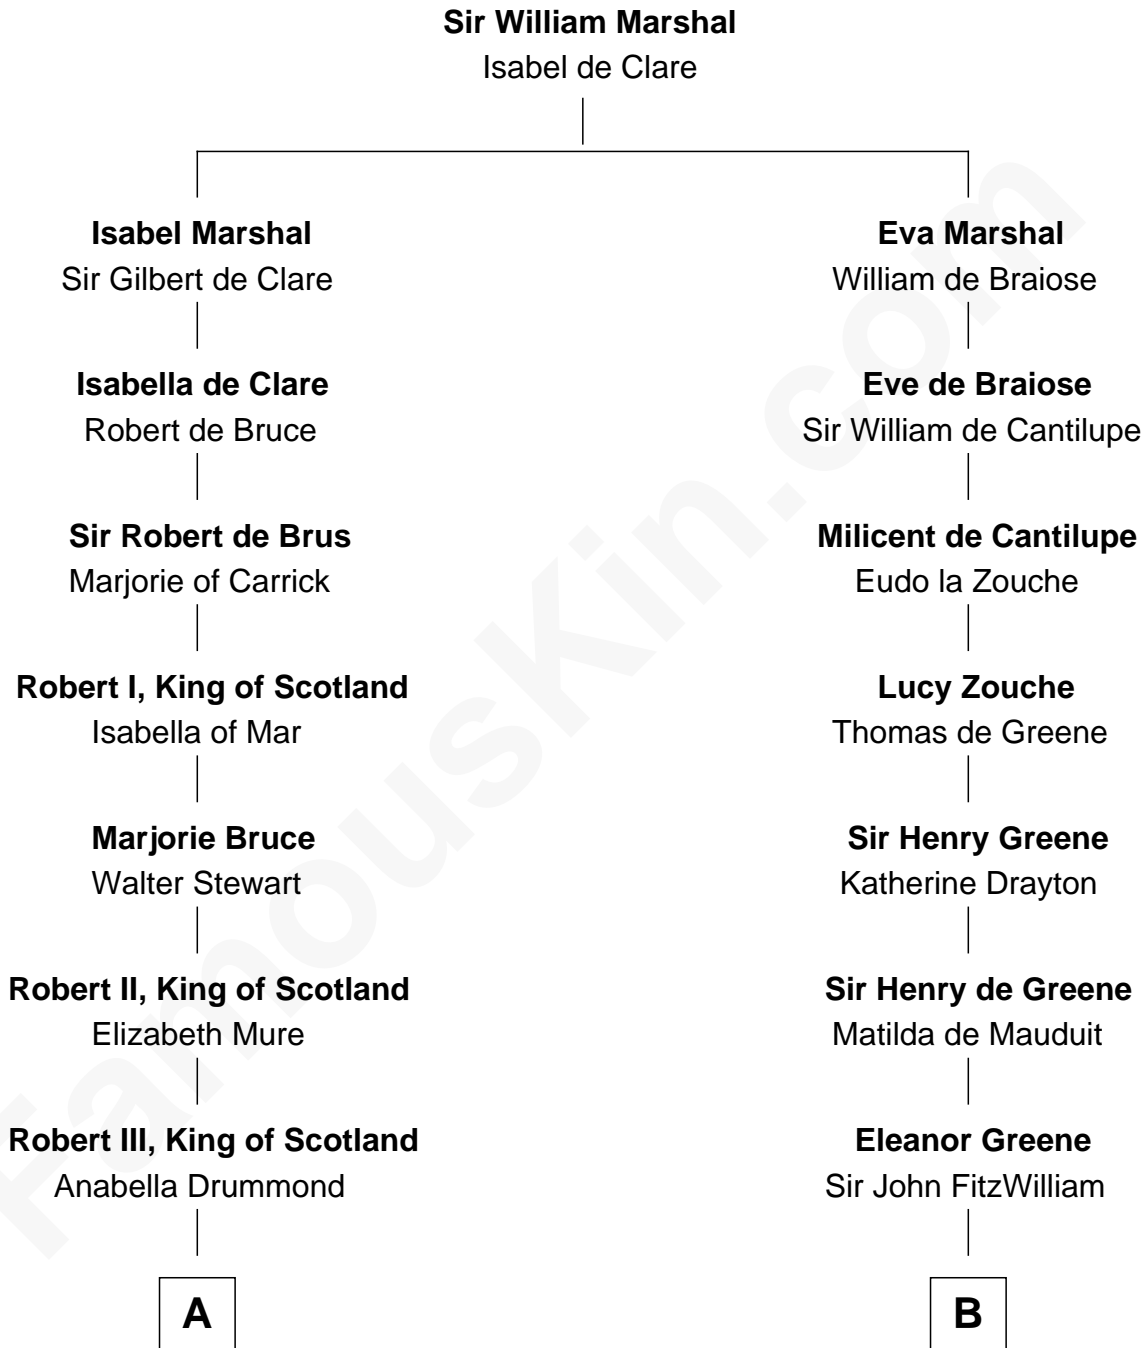 Sir William Marshal
Isabel de Clare
Isabel Marshal
Sir Gilbert de Clare
Isabella de Clare
Robert de Bruce
Sir Robert de Brus
Marjorie of Carrick
Robert I, King of Scotland
Isabella of Mar
Marjorie Bruce
Walter Stewart
Robert II, King of Scotland
Elizabeth Mure
Robert III, King of Scotland
Anabella Drummond
A
Eva Marshal
William de Braiose
Eve de Braiose
Sir William de Cantilupe
Milicent de Cantilupe
Eudo la Zouche
Lucy Zouche
Thomas de Greene
Sir Henry Greene
Katherine Drayton
Sir Henry de Greene
Matilda de Mauduit
Eleanor Greene
Sir John FitzWilliam
B
FamousKin.com